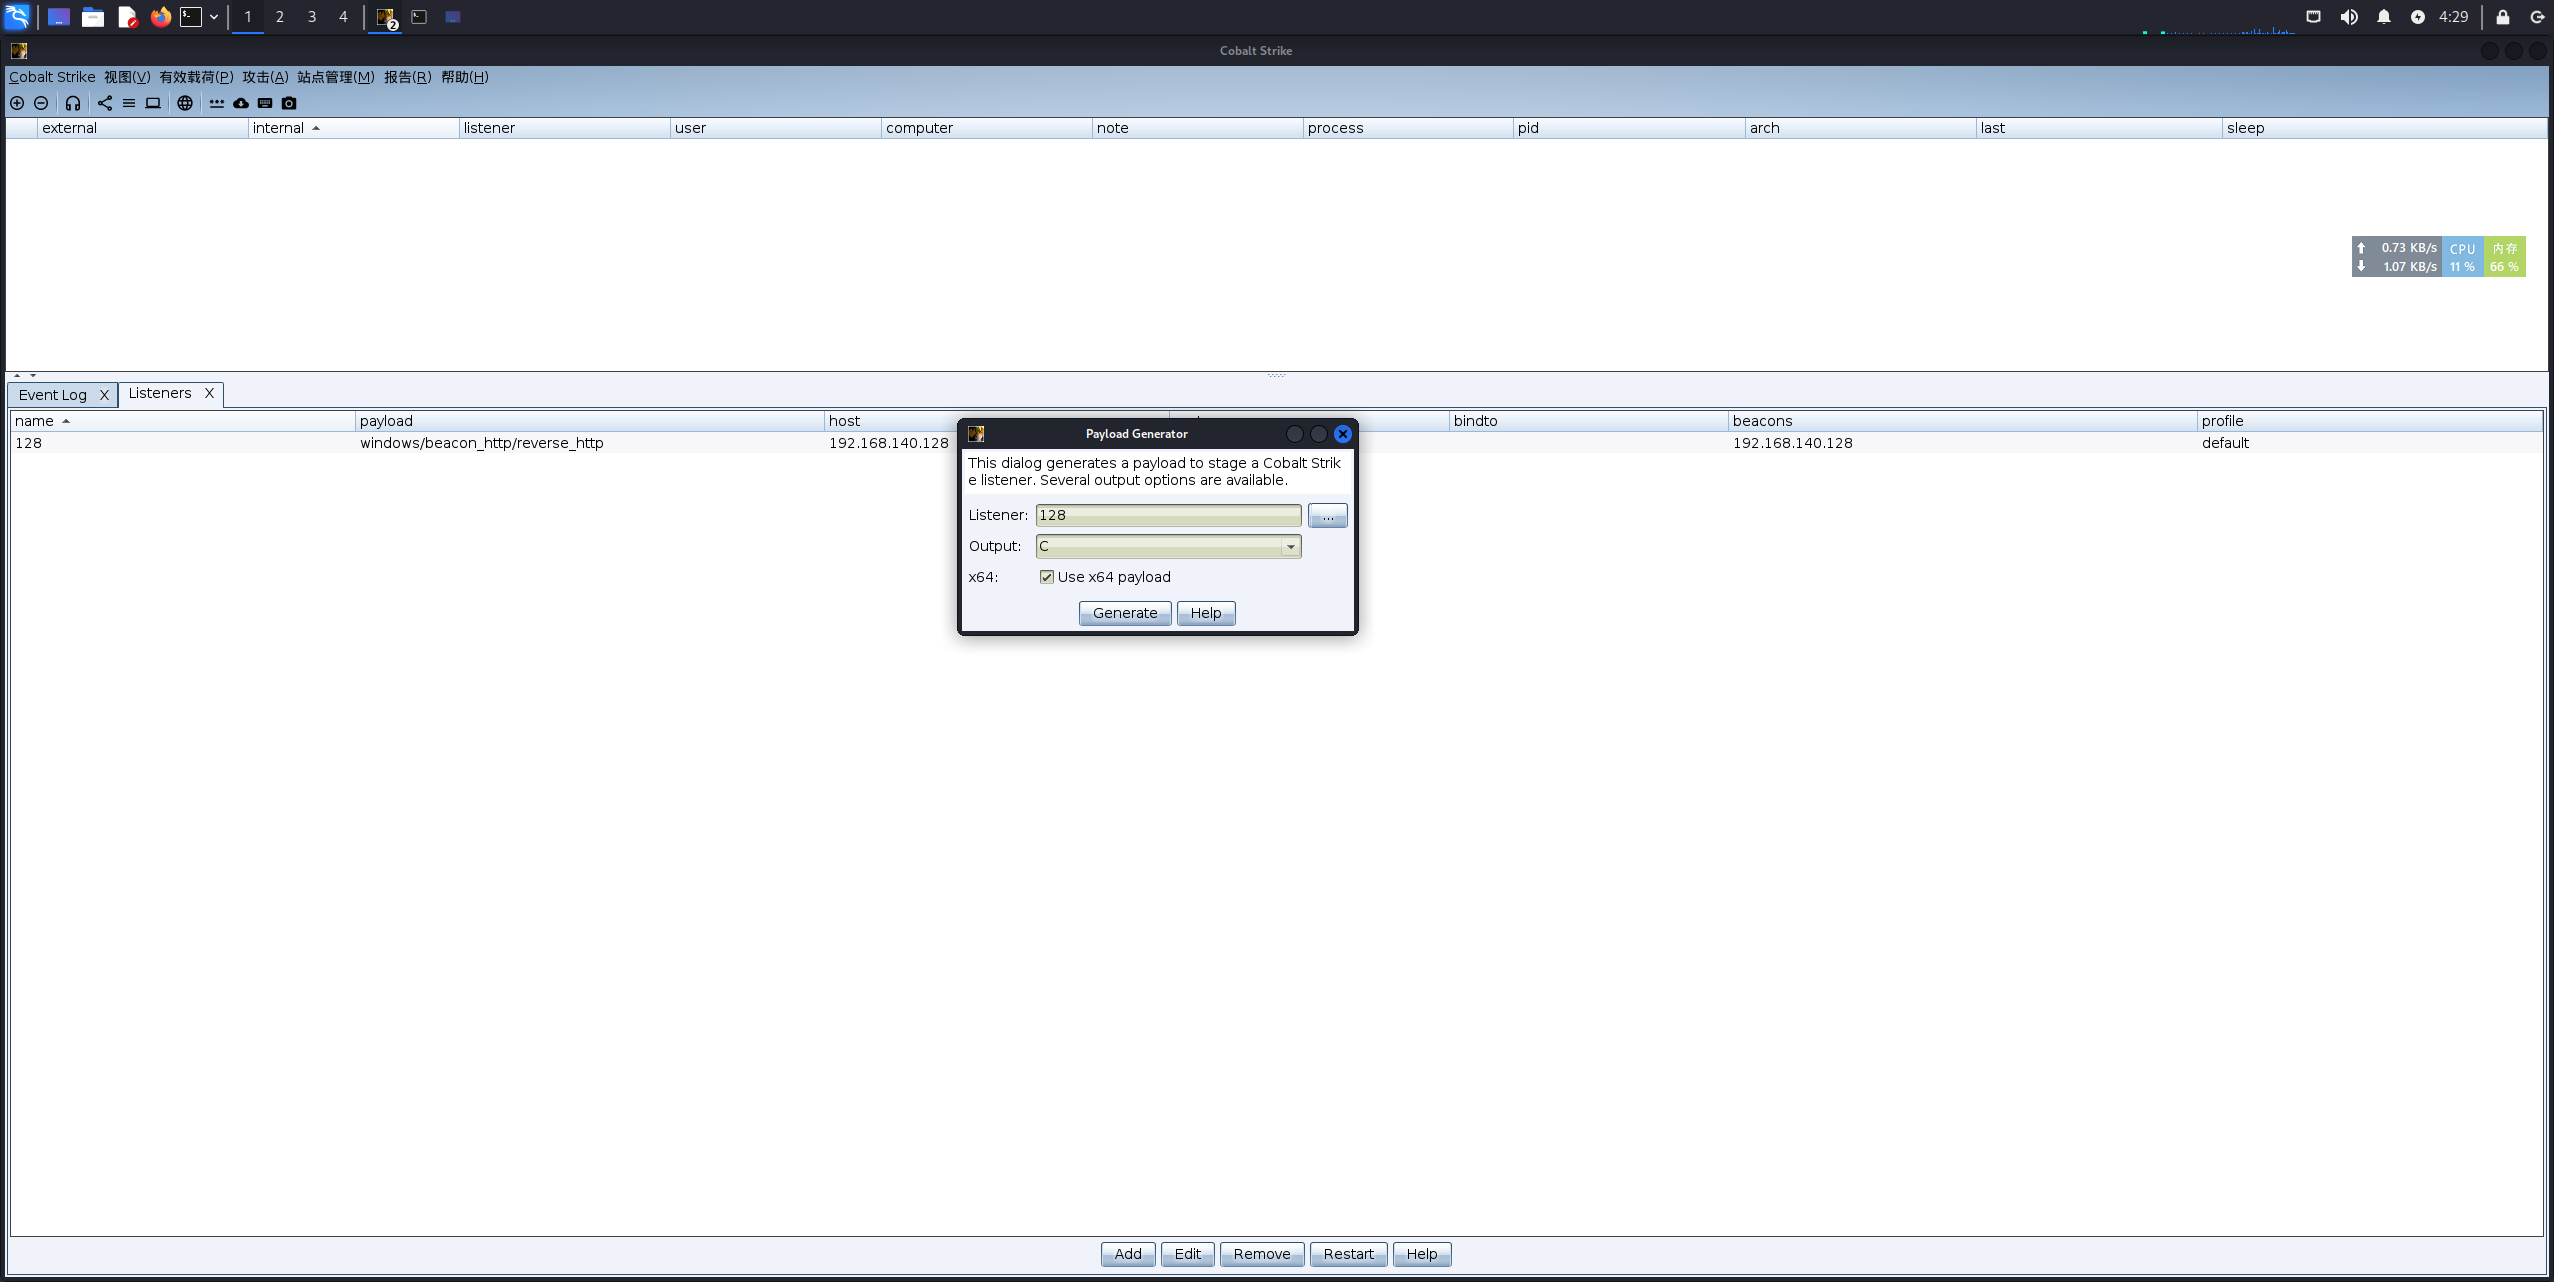 1 2 3 4 2 4:29
Cobalt Strike
Cobalt Strike 视图(V) 有效载荷(P) 攻击(A) 站点管理(M) 报告(R) 帮助(H)
external internal listener user computer note process pid arch last sleep
0.73 KB/s CPU 内存
1.07 KB/s 11 % 66 %
Event Log X Listeners X
name payload host bindto beacons profile
128 windows/beacon_http/reverse_http 192.168.140.128 192.168.140.128 default
Payload Generator
This dialog generates a payload to stage a Cobalt Strik
e listener. Several output options are available.
Listener: 128 ...
Output: C
x64: Use x64 payload
Generate Help
Add Edit Remove Restart Help